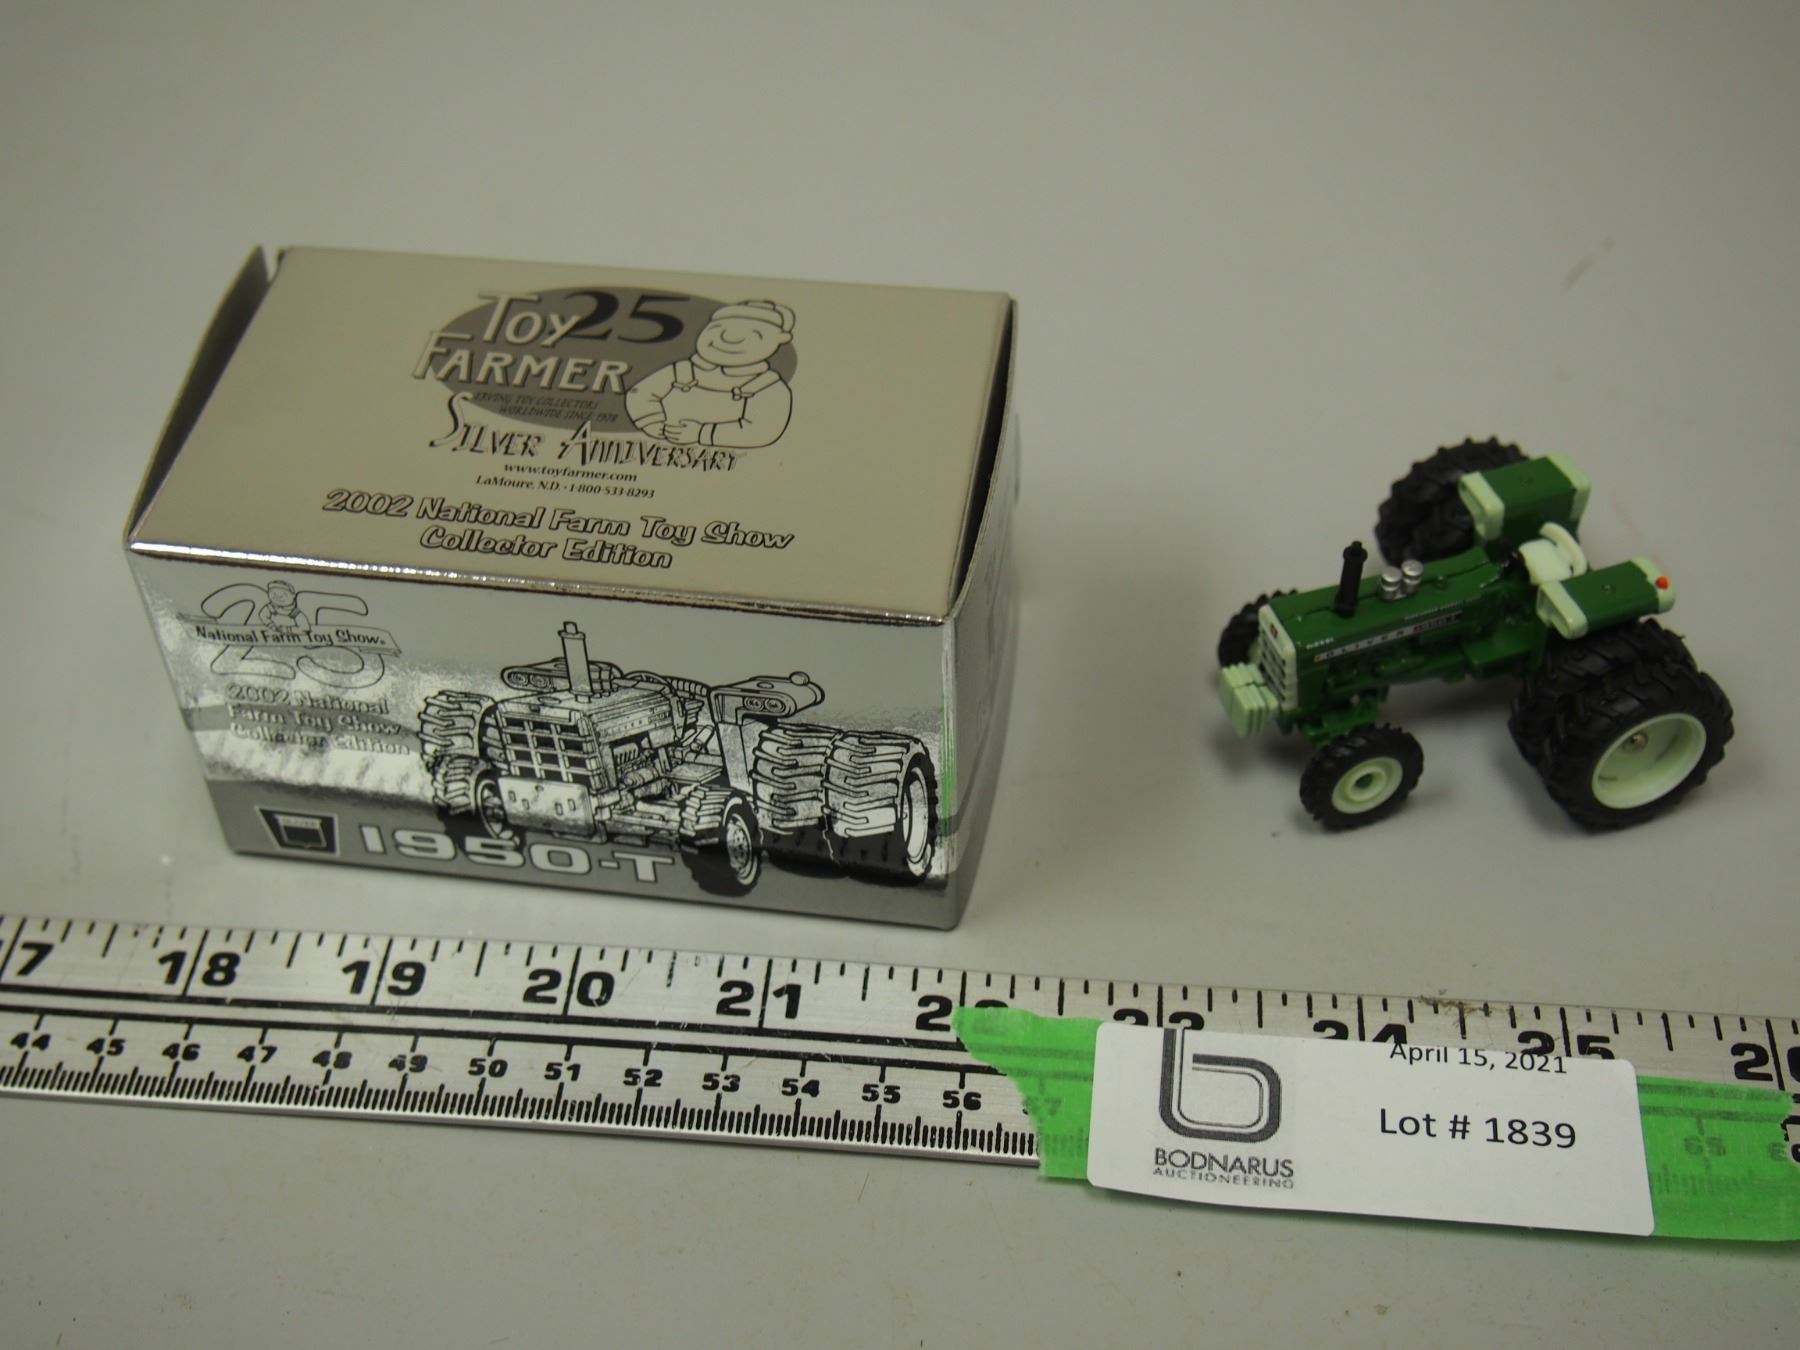 TOY 25
FARMER
SERVING TOY COLLECTORS
WORLDWIDE SINCE 1978
SILVER ANNIVERSARY
www.toyfarmer.com
LaMoure, N.D. · 1-800-533-8293
2002 National Farm Toy Show
Collector Edition
25
National Farm Toy Show
2002 National
Farm Toy Show
Collector Edition
1950-T
OLIVER
7 18 19 20 21 22 23 24 25 26
44 45 46 47 48 49 50 51 52 53 54 55 56 57
April 15, 2021
Lot # 1839
BODNARUS
AUCTIONEERING